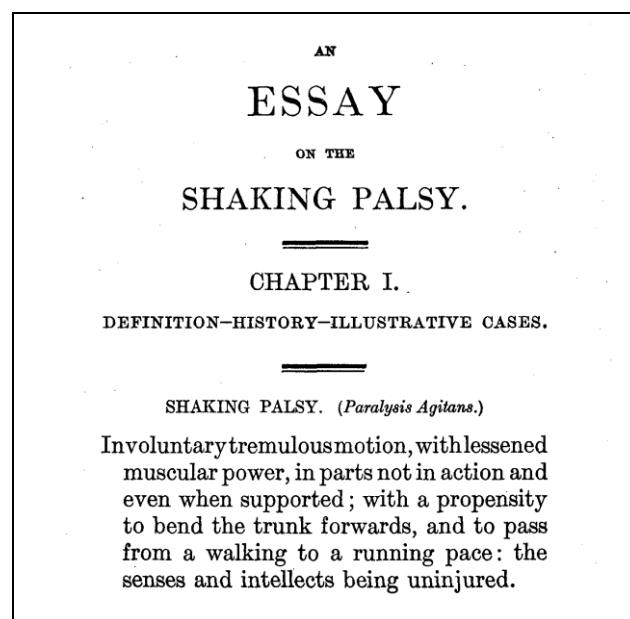 AN
ESSAY
ON THE
SHAKING PALSY.
CHAPTER I.
DEFINITION—HISTORY—ILLUSTRATIVE CASES.
SHAKING PALSY. (Paralysis Agitans.)
Involuntary tremulous motion, with lessened
muscular power, in parts not in action and
even when supported; with a propensity
to bend the trunk forwards, and to pass
from a walking to a running pace: the
senses and intellects being uninjured.